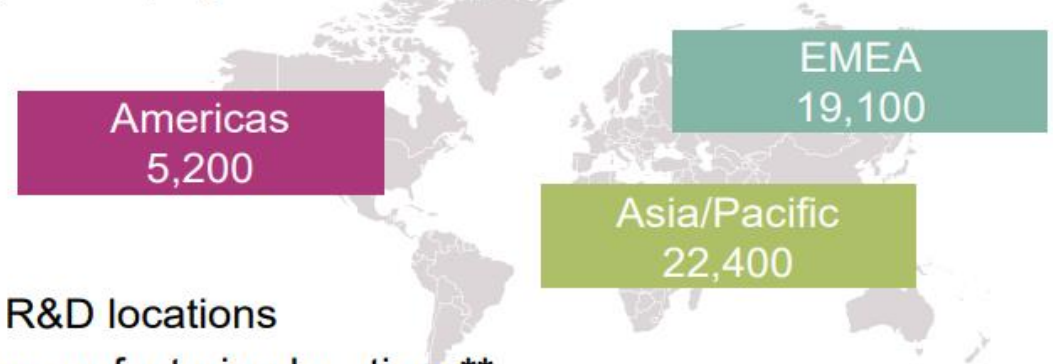 EMEA
19,100
Americas
5,200
Asia/Pacific
22,400
R&D locations